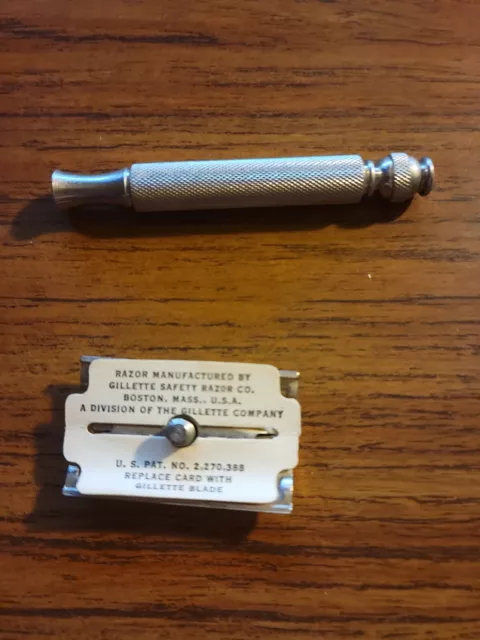 RAZOR MANUFACTURED BY
GILLETTE SAFETY RAZOR CO.
BOSTON, MASS., U.S.A.
A DIVISION OF THE GILLETTE COMPANY
U. S. PAT. NO. 2.270.388
REPLACE CARD WITH
GILLETTE BLADE